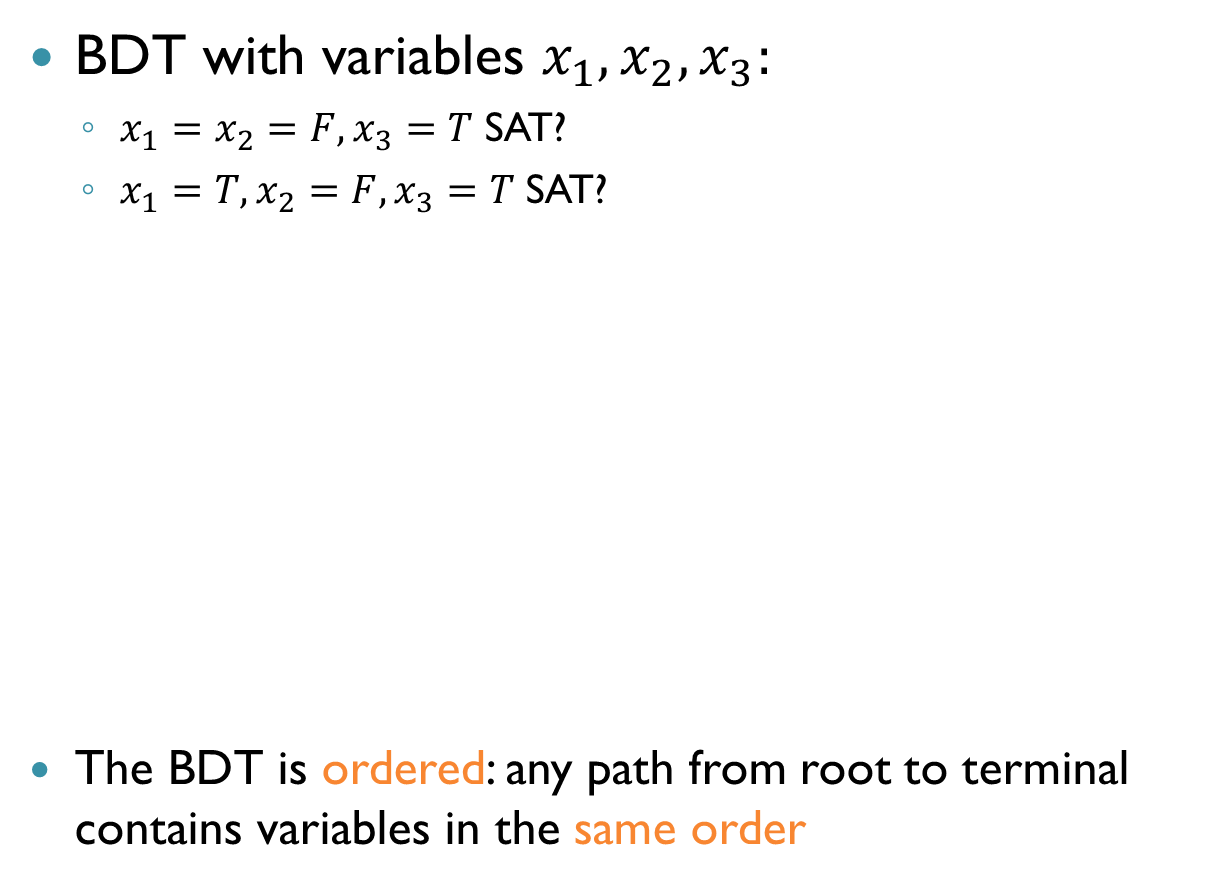 • BDT with variables 𝑥₁, 𝑥₂, 𝑥₃:
◦ 𝑥₁ = 𝑥₂ = 𝐹, 𝑥₃ = 𝑇 SAT?
◦ 𝑥₁ = 𝑇, 𝑥₂ = 𝐹, 𝑥₃ = 𝑇 SAT?
• The BDT is ordered: any path from root to terminal
contains variables in the same order